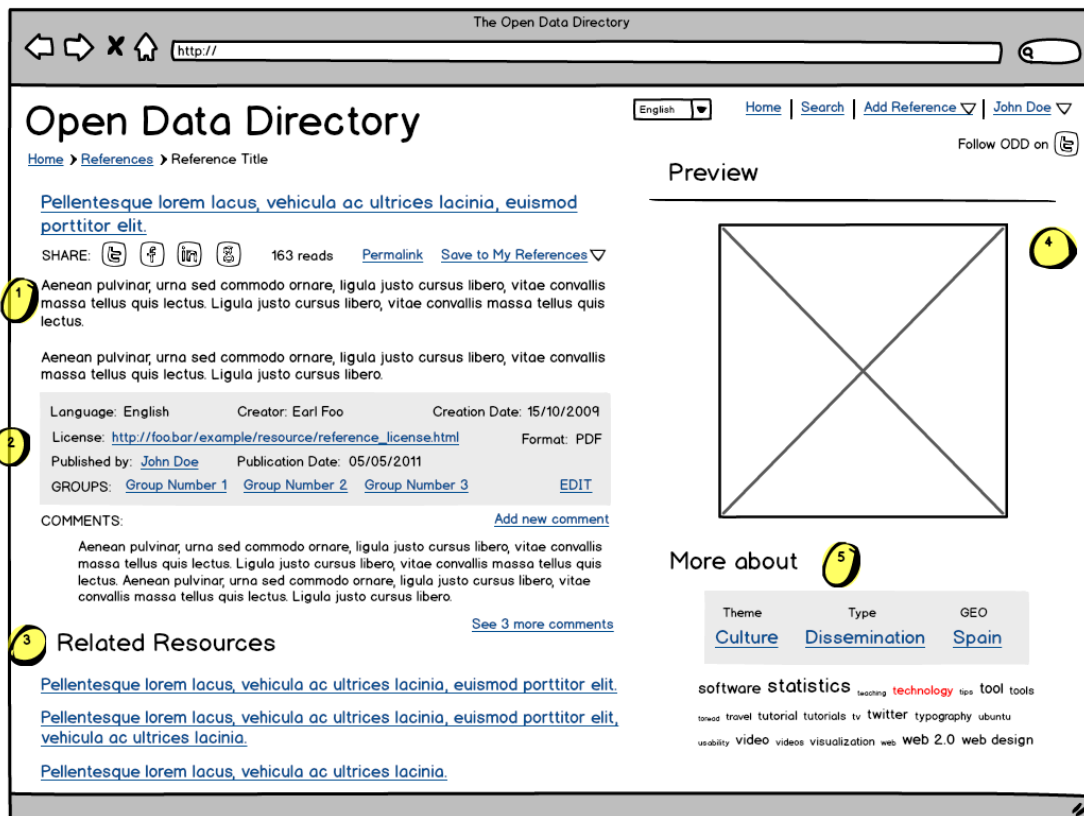 The Open Data Directory
http://
Open Data Directory
English
Home | Search | Add Reference | John Doe
Follow ODD on
Home > References > Reference Title
Pellentesque lorem lacus, vehicula ac ultrices lacinia, euismod
porttitor elit.
SHARE: 163 reads Permalink Save to My References
1
Aenean pulvinar, urna sed commodo ornare, ligula justo cursus libero, vitae convallis
massa tellus quis lectus. Ligula justo cursus libero, vitae convallis massa tellus quis
lectus.
Aenean pulvinar, urna sed commodo ornare, ligula justo cursus libero, vitae convallis
massa tellus quis lectus. Ligula justo cursus libero.
2
Language: English Creator: Earl Foo Creation Date: 15/10/2009
License: http://foo.bar/example/resource/reference_license.html Format: PDF
Published by: John Doe Publication Date: 05/05/2011
GROUPS: Group Number 1 Group Number 2 Group Number 3 EDIT
COMMENTS: Add new comment
Aenean pulvinar, urna sed commodo ornare, ligula justo cursus libero, vitae convallis
massa tellus quis lectus. Ligula justo cursus libero, vitae convallis massa tellus quis
lectus. Aenean pulvinar, urna sed commodo ornare, ligula justo cursus libero, vitae
convallis massa tellus quis lectus. Ligula justo cursus libero.
See 3 more comments
3
Related Resources
Pellentesque lorem lacus, vehicula ac ultrices lacinia, euismod porttitor elit.
Pellentesque lorem lacus, vehicula ac ultrices lacinia, euismod porttitor elit,
vehicula ac ultrices lacinia.
Pellentesque lorem lacus, vehicula ac ultrices lacinia.
Preview
4
More about
5
Theme Type GEO
Culture Dissemination Spain
software statistics teaching technology tips tool tools
toread travel tutorial tutorials tv twitter typography ubuntu
usability video videos visualization web web 2.0 web design